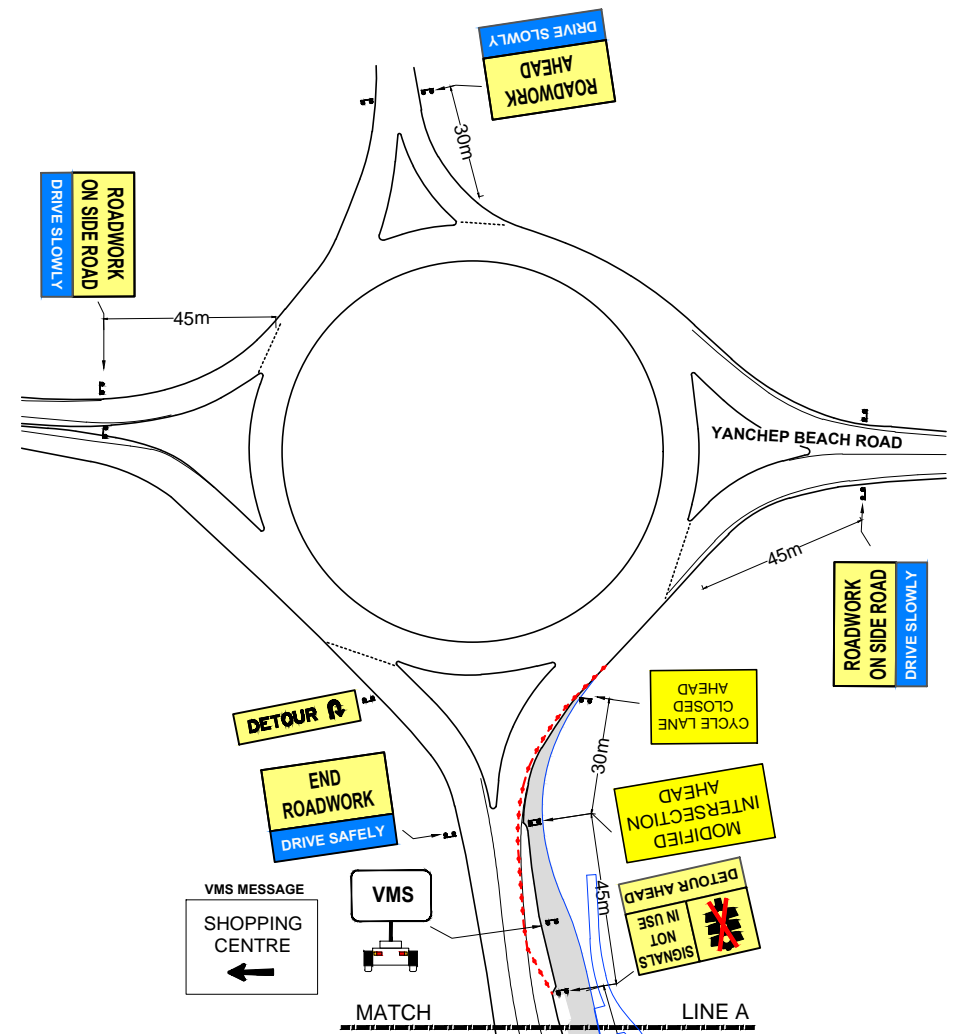 DRIVE SLOWLY
ROADWORK
AHEAD
30m
ROADWORK
ON SIDE ROAD
DRIVE SLOWLY
45m
YANCHEP BEACH ROAD
45m
ROADWORK
ON SIDE ROAD
DRIVE SLOWLY
CYCLE LANE
CLOSED
AHEAD
DETOUR
30m
MODIFIED
INTERSECTION
AHEAD
END
ROADWORK
DRIVE SAFELY
VMS MESSAGE
SHOPPING
CENTRE
VMS
45m
DETOUR AHEAD
SIGNALS
NOT
IN USE
MATCH LINE A